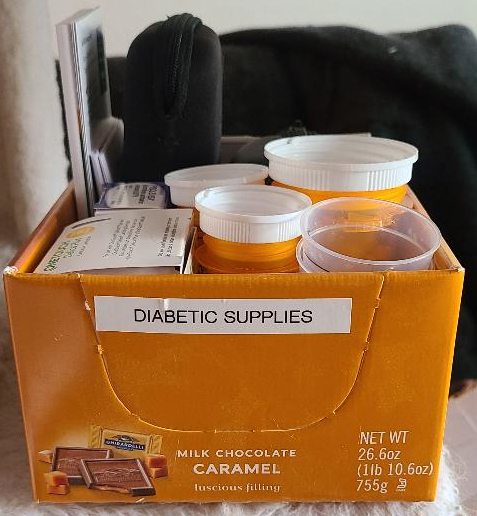 DIABETIC SUPPLIES
GHIRARDELLI
MILK CHOCOLATE
CARAMEL
luscious filling
NET WT
26.6oz
(1lb 10.6oz)
755g